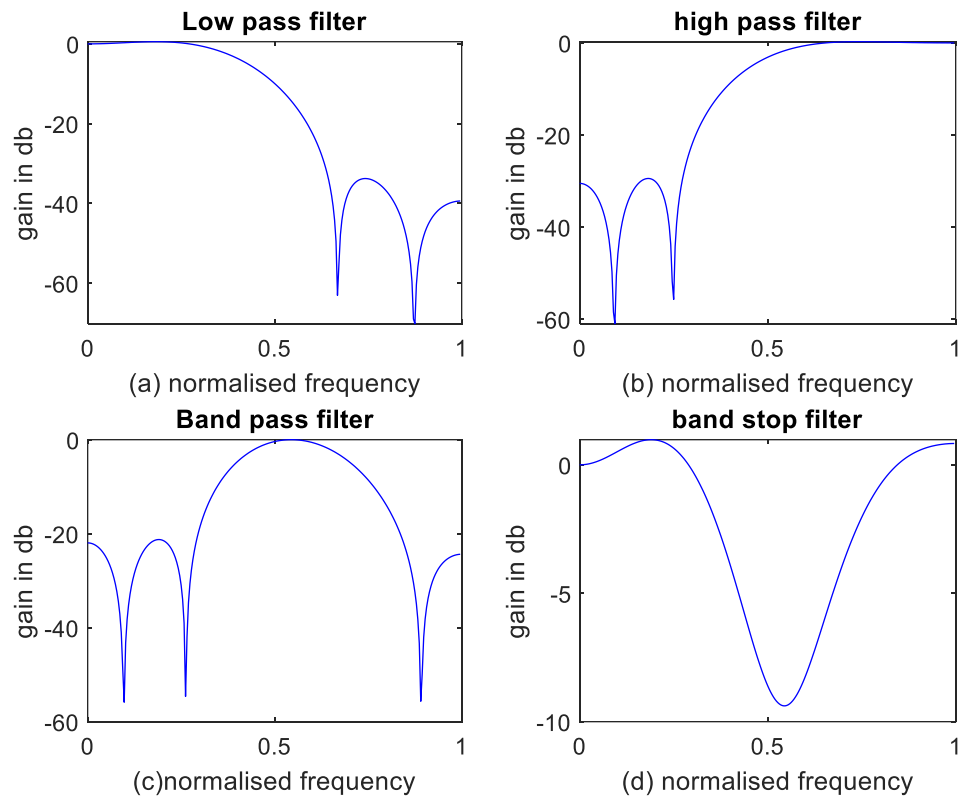 Low pass filter
0
-20
-40
-60
gain in db
0 0.5 1
(a) normalised frequency
high pass filter
0
-20
-40
-60
gain in db
0 0.5 1
(b) normalised frequency
Band pass filter
0
-20
-40
-60
gain in db
0 0.5 1
(c)normalised frequency
band stop filter
0
-5
-10
gain in db
0 0.5 1
(d) normalised frequency